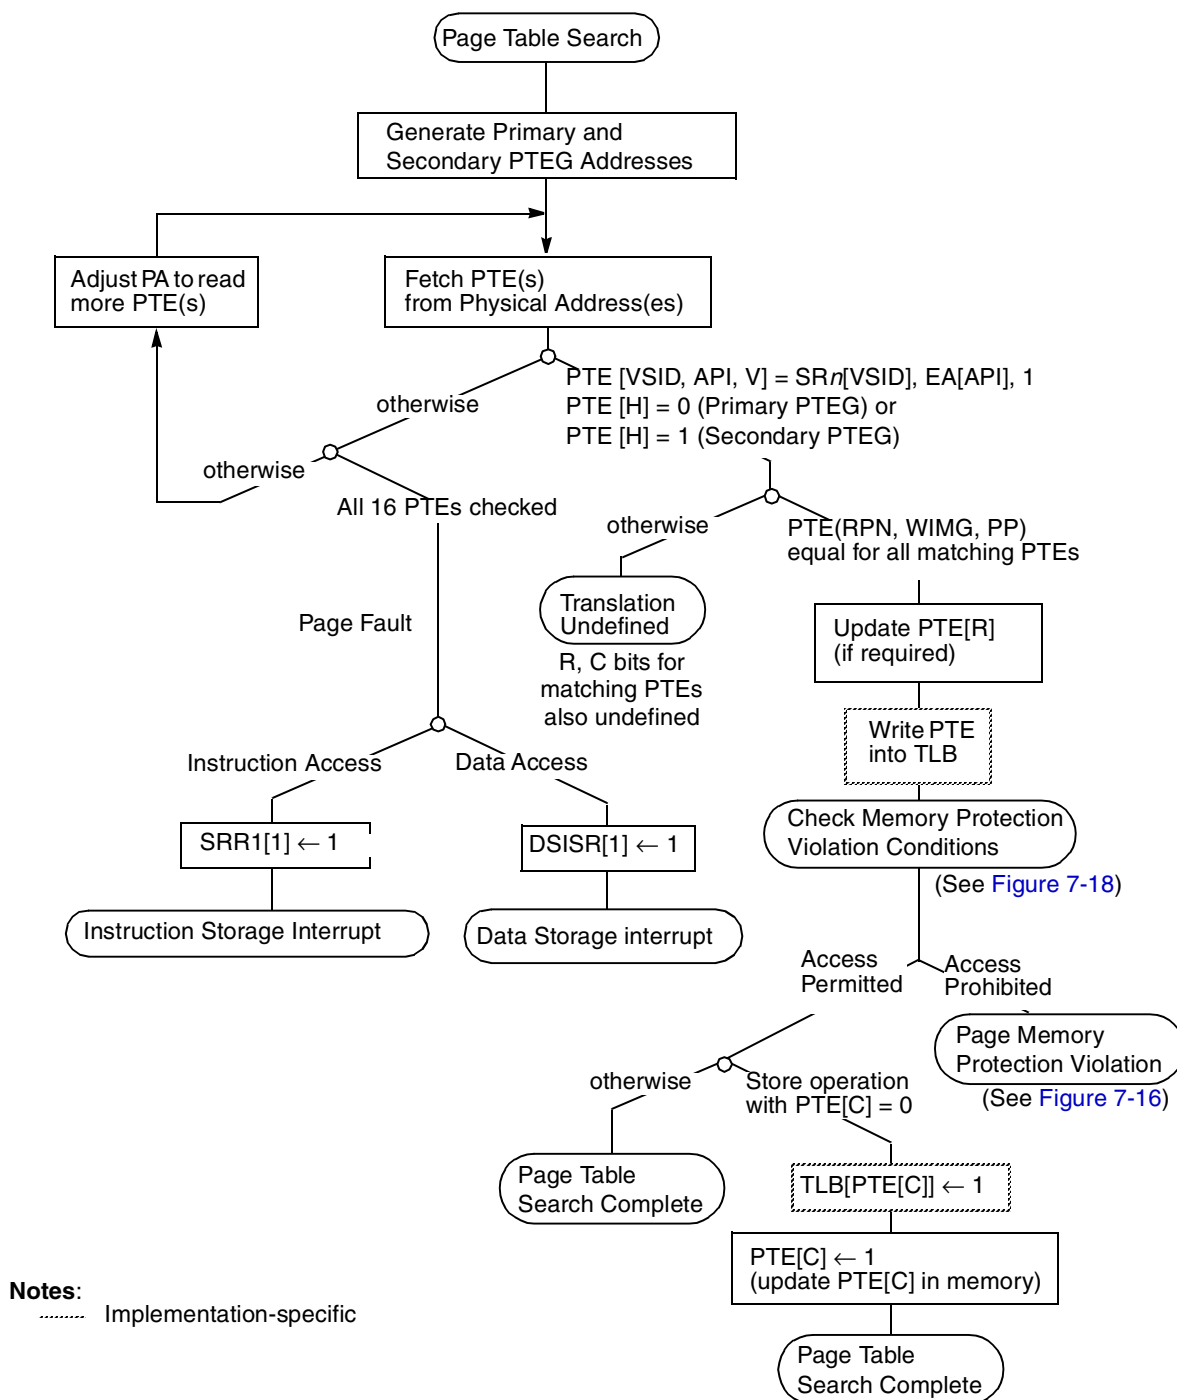 Page Table Search
Generate Primary and
Secondary PTEG Addresses
Adjust PA to read
more PTE(s)
Fetch PTE(s)
from Physical Address(es)
otherwise
PTE [VSID, API, V] = SRn[VSID], EA[API], 1
PTE [H] = 0 (Primary PTEG) or
PTE [H] = 1 (Secondary PTEG)
otherwise
All 16 PTEs checked
otherwise
PTE(RPN, WIMG, PP)
equal for all matching PTEs
Page Fault
Translation
Undefined
R, C bits for
matching PTEs
also undefined
Update PTE[R]
(if required)
Write PTE
into TLB
Instruction Access
Data Access
SRR1[1] ← 1
DSISR[1] ← 1
Check Memory Protection
Violation Conditions
(See Figure 7-18)
Instruction Storage Interrupt
Data Storage interrupt
Access
Permitted
Access
Prohibited
Page Memory
Protection Violation
(See Figure 7-16)
otherwise
Store operation
with PTE[C] = 0
Page Table
Search Complete
TLB[PTE[C]] ← 1
PTE[C] ← 1
(update PTE[C] in memory)
Page Table
Search Complete
Notes:
Implementation-specific